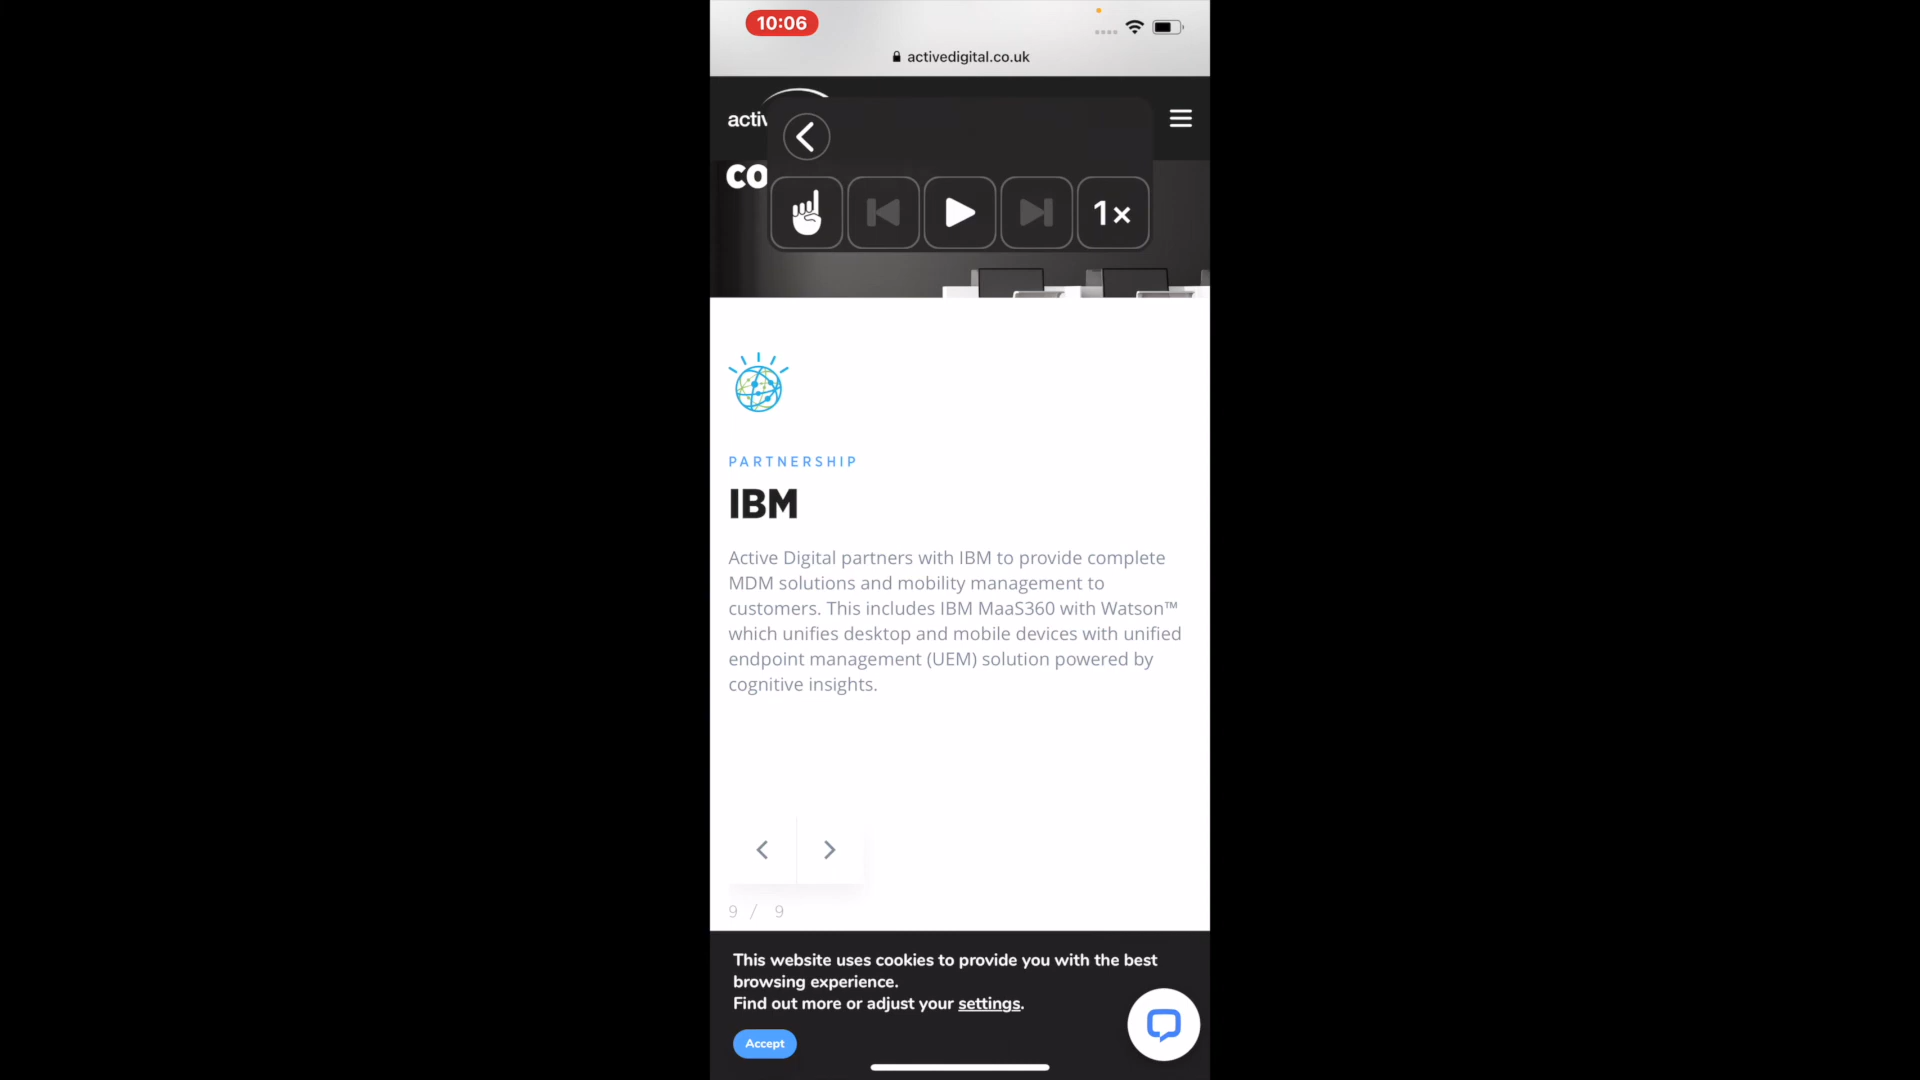 10:06
activedigital.co.uk
activ
co
1×
PARTNERSHIP
IBM
Active Digital partners with IBM to provide complete
MDM solutions and mobility management to
customers. This includes IBM MaaS360 with Watson™
which unifies desktop and mobile devices with unified
endpoint management (UEM) solution powered by
cognitive insights.
9 / 9
This website uses cookies to provide you with the best
browsing experience.
Find out more or adjust your settings.
Accept